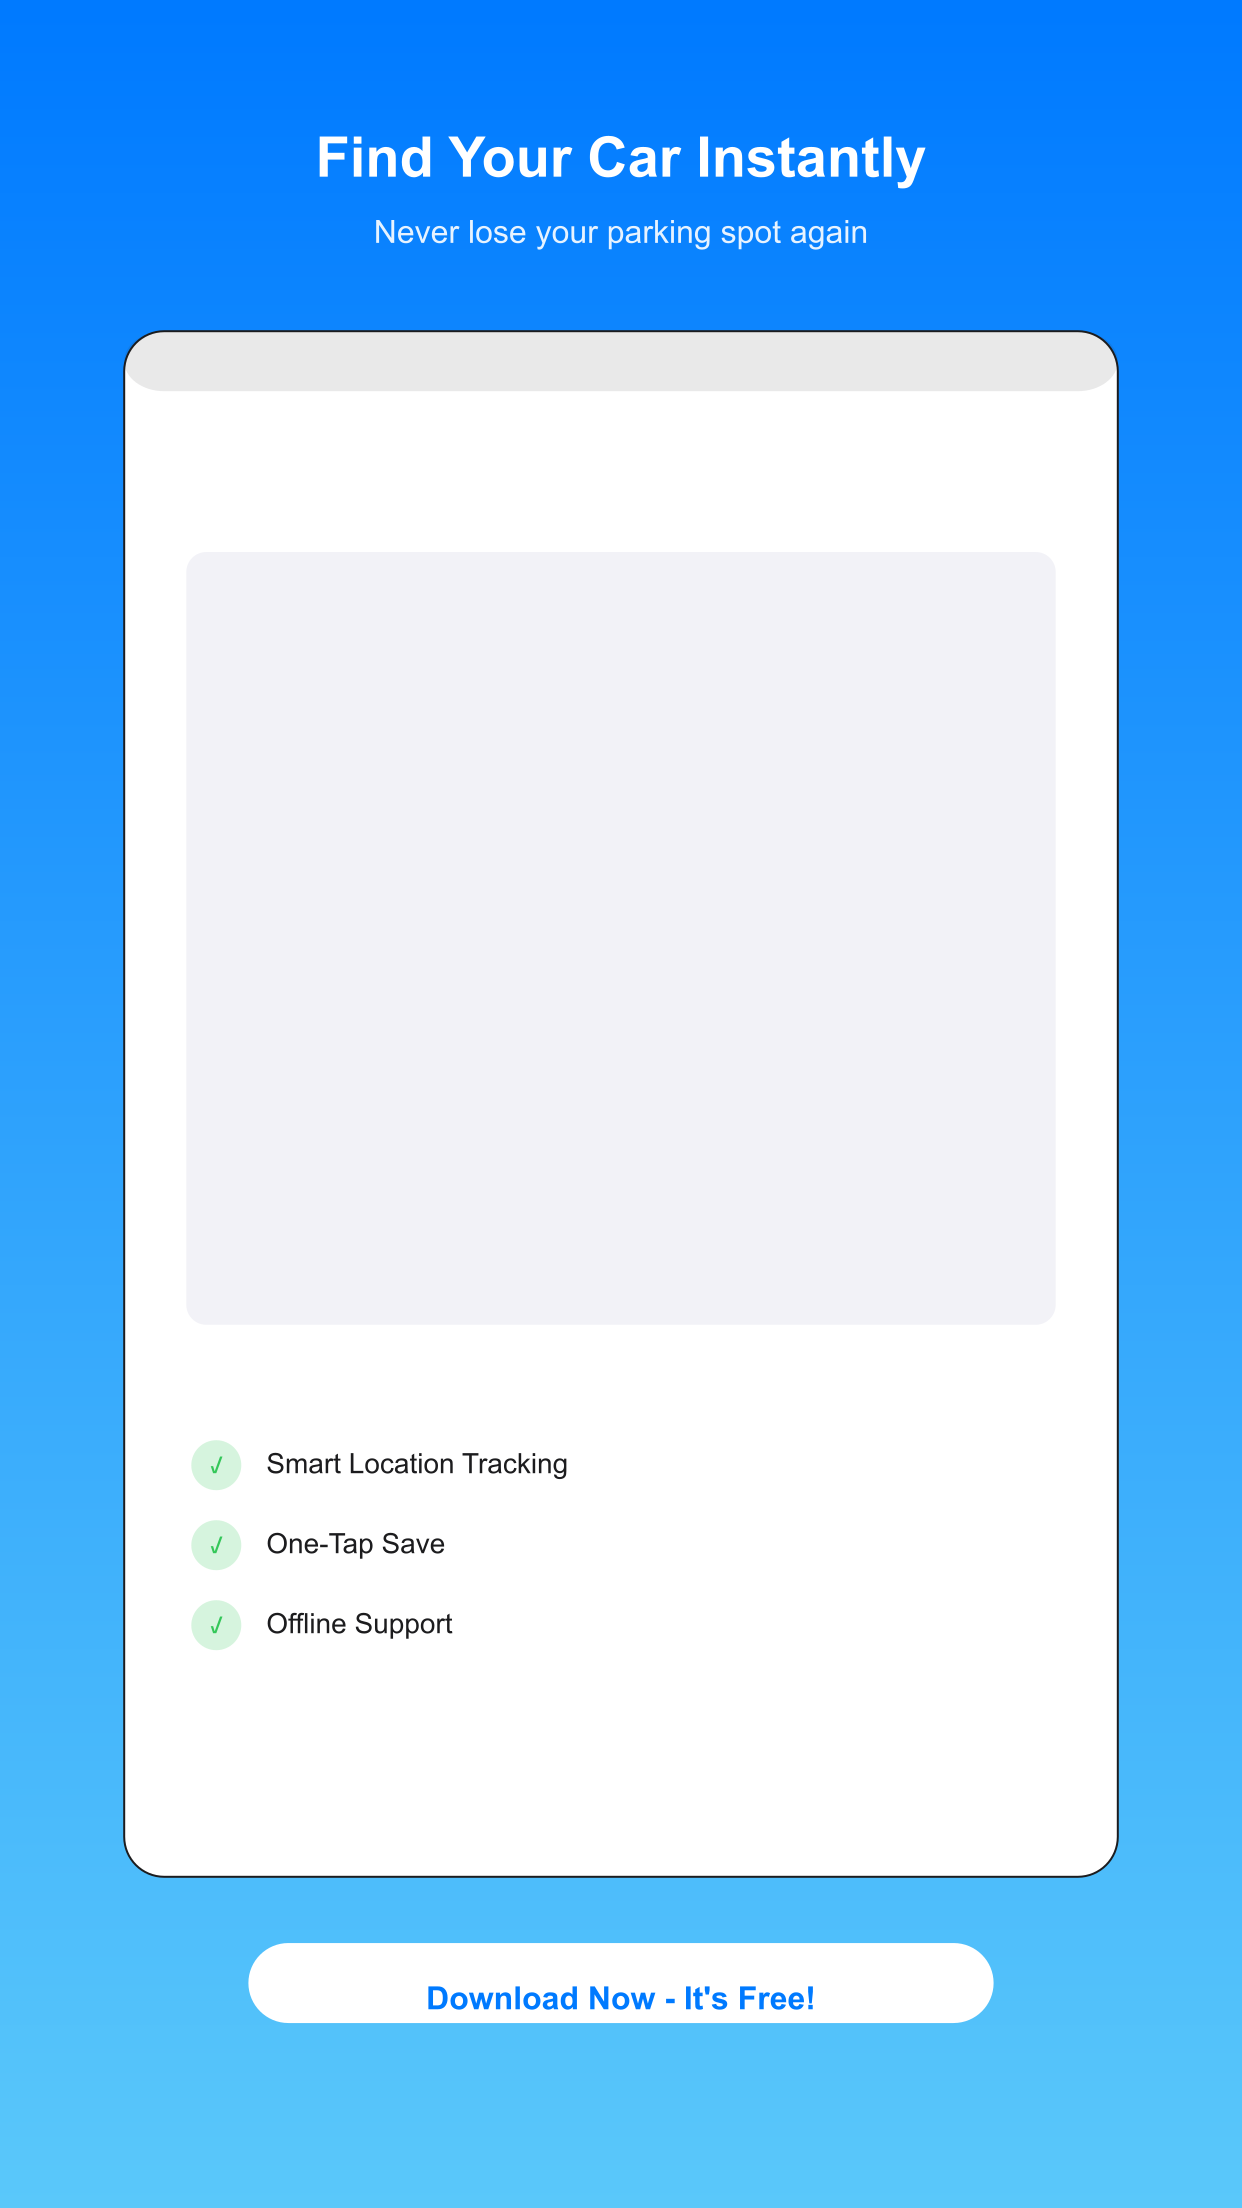 Find Your Car Instantly
Never lose your parking spot again
✓ Smart Location Tracking
✓ One-Tap Save
✓ Offline Support
Download Now - It's Free!